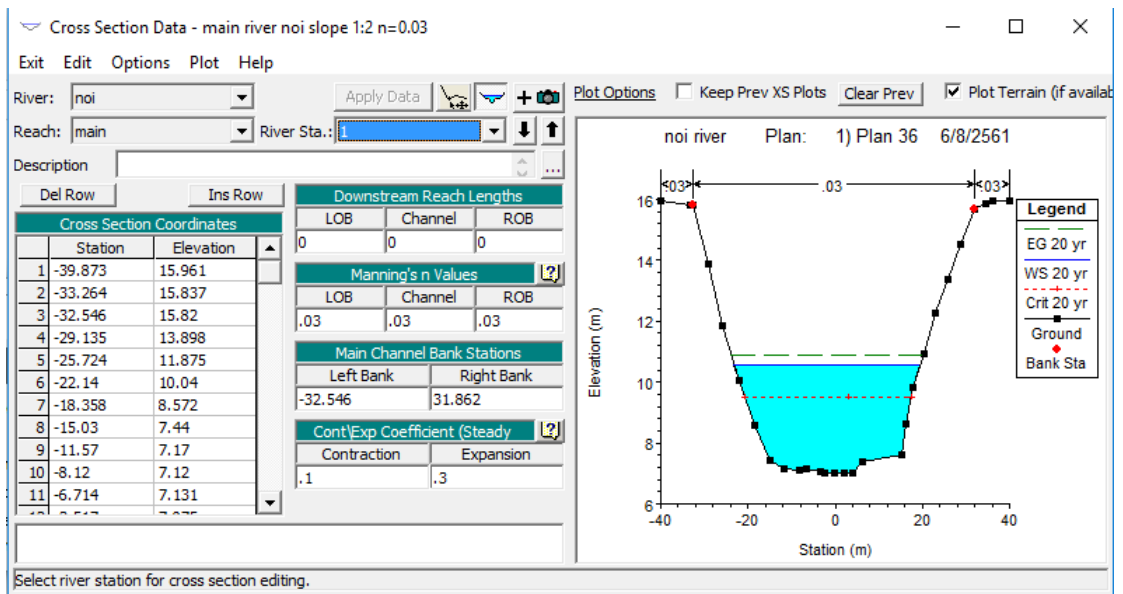 Cross Section Data - main river noi slope 1:2 n=0.03
Exit Edit Options Plot Help
River: noi Apply Data
Plot Options Keep Prev XS Plots Clear Prev Plot Terrain (if availab
Reach: main River Sta.: 1
Description ...
Del Row Ins Row
Cross Section Coordinates
Station Elevation
1 -39.873 15.961
2 -33.264 15.837
3 -32.546 15.82
4 -29.135 13.898
5 -25.724 11.875
6 -22.14 10.04
7 -18.358 8.572
8 -15.03 7.44
9 -11.57 7.17
10 -8.12 7.12
11 -6.714 7.131
Downstream Reach Lengths
LOB Channel ROB
0 0 0
Manning's n Values
LOB Channel ROB
.03 .03 .03
Main Channel Bank Stations
Left Bank Right Bank
-32.546 31.862
Cont\Exp Coefficient (Steady
Contraction Expansion
.1 .3
noi river Plan: 1) Plan 36 6/8/2561
.03 .03 .03
16
14
12
10
8
6
-40 -20 0 20 40
Elevation (m)
Station (m)
Legend
EG 20 yr
WS 20 yr
Crit 20 yr
Ground
Bank Sta
Select river station for cross section editing.